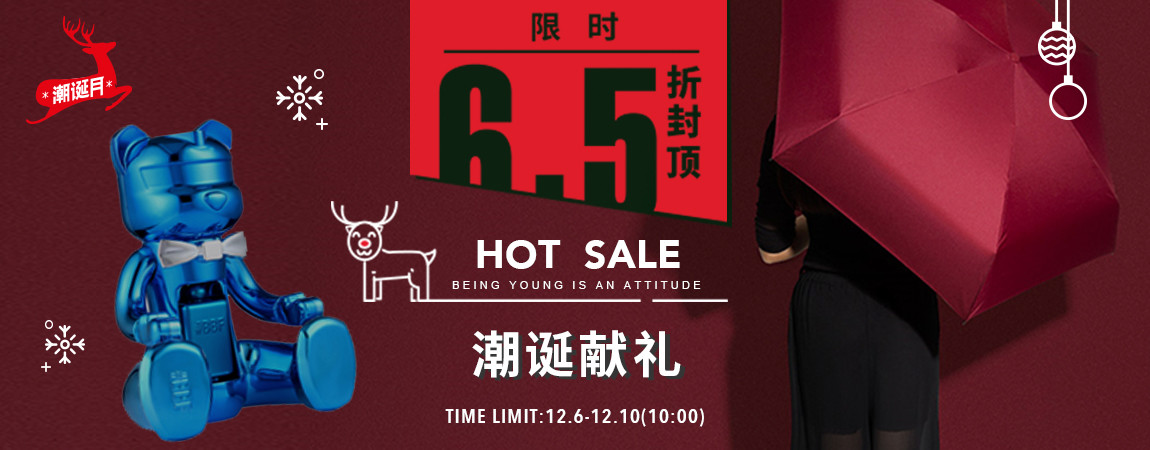 潮诞月
限时
6.5
折封顶
HOT SALE
BEING YOUNG IS AN ATTITUDE
潮诞献礼
TIME LIMIT:12.6-12.10(10:00)